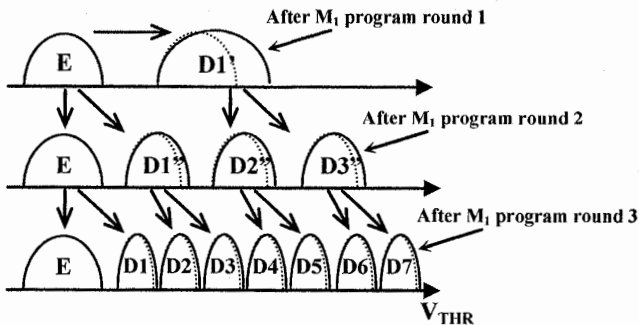 After M1 program round 1
E
D1'
After M1 program round 2
E
D1''
D2''
D3''
After M1 program round 3
E
D1
D2
D3
D4
D5
D6
D7
VTHR